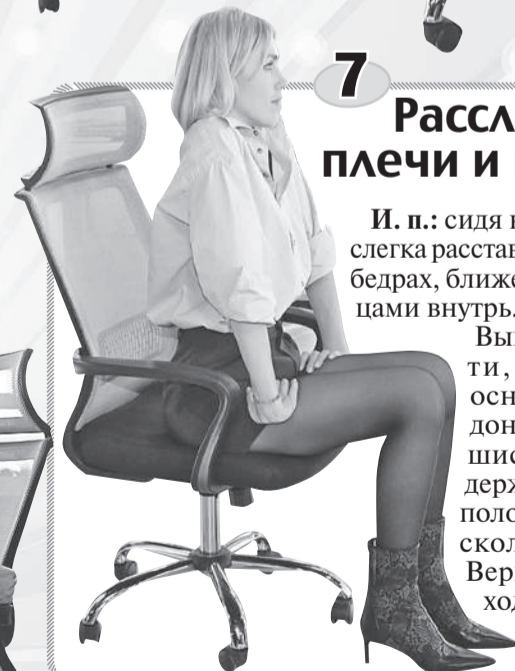 7
Рассл
плечи и
И. п.: сидя н
слегка расстав
бедрах, ближе
цами внутрь.
Вып
ти,
осн
дон
шис
держ
поло
скол
Вер
ход